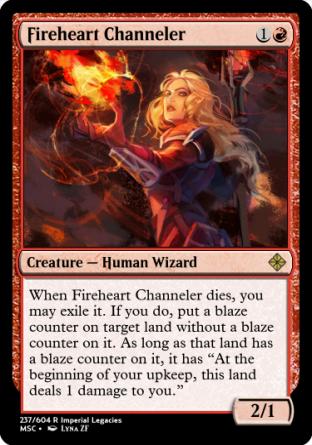 Fireheart Channeler 1
Creature — Human Wizard
When Fireheart Channeler dies, you
may exile it. If you do, put a blaze
counter on target land without a blaze
counter on it. As long as that land has
a blaze counter on it, it has “At the
beginning of your upkeep, this land
deals 1 damage to you.”
2/1
237/604 R Imperial Legacies
MSC • Lyna ZF